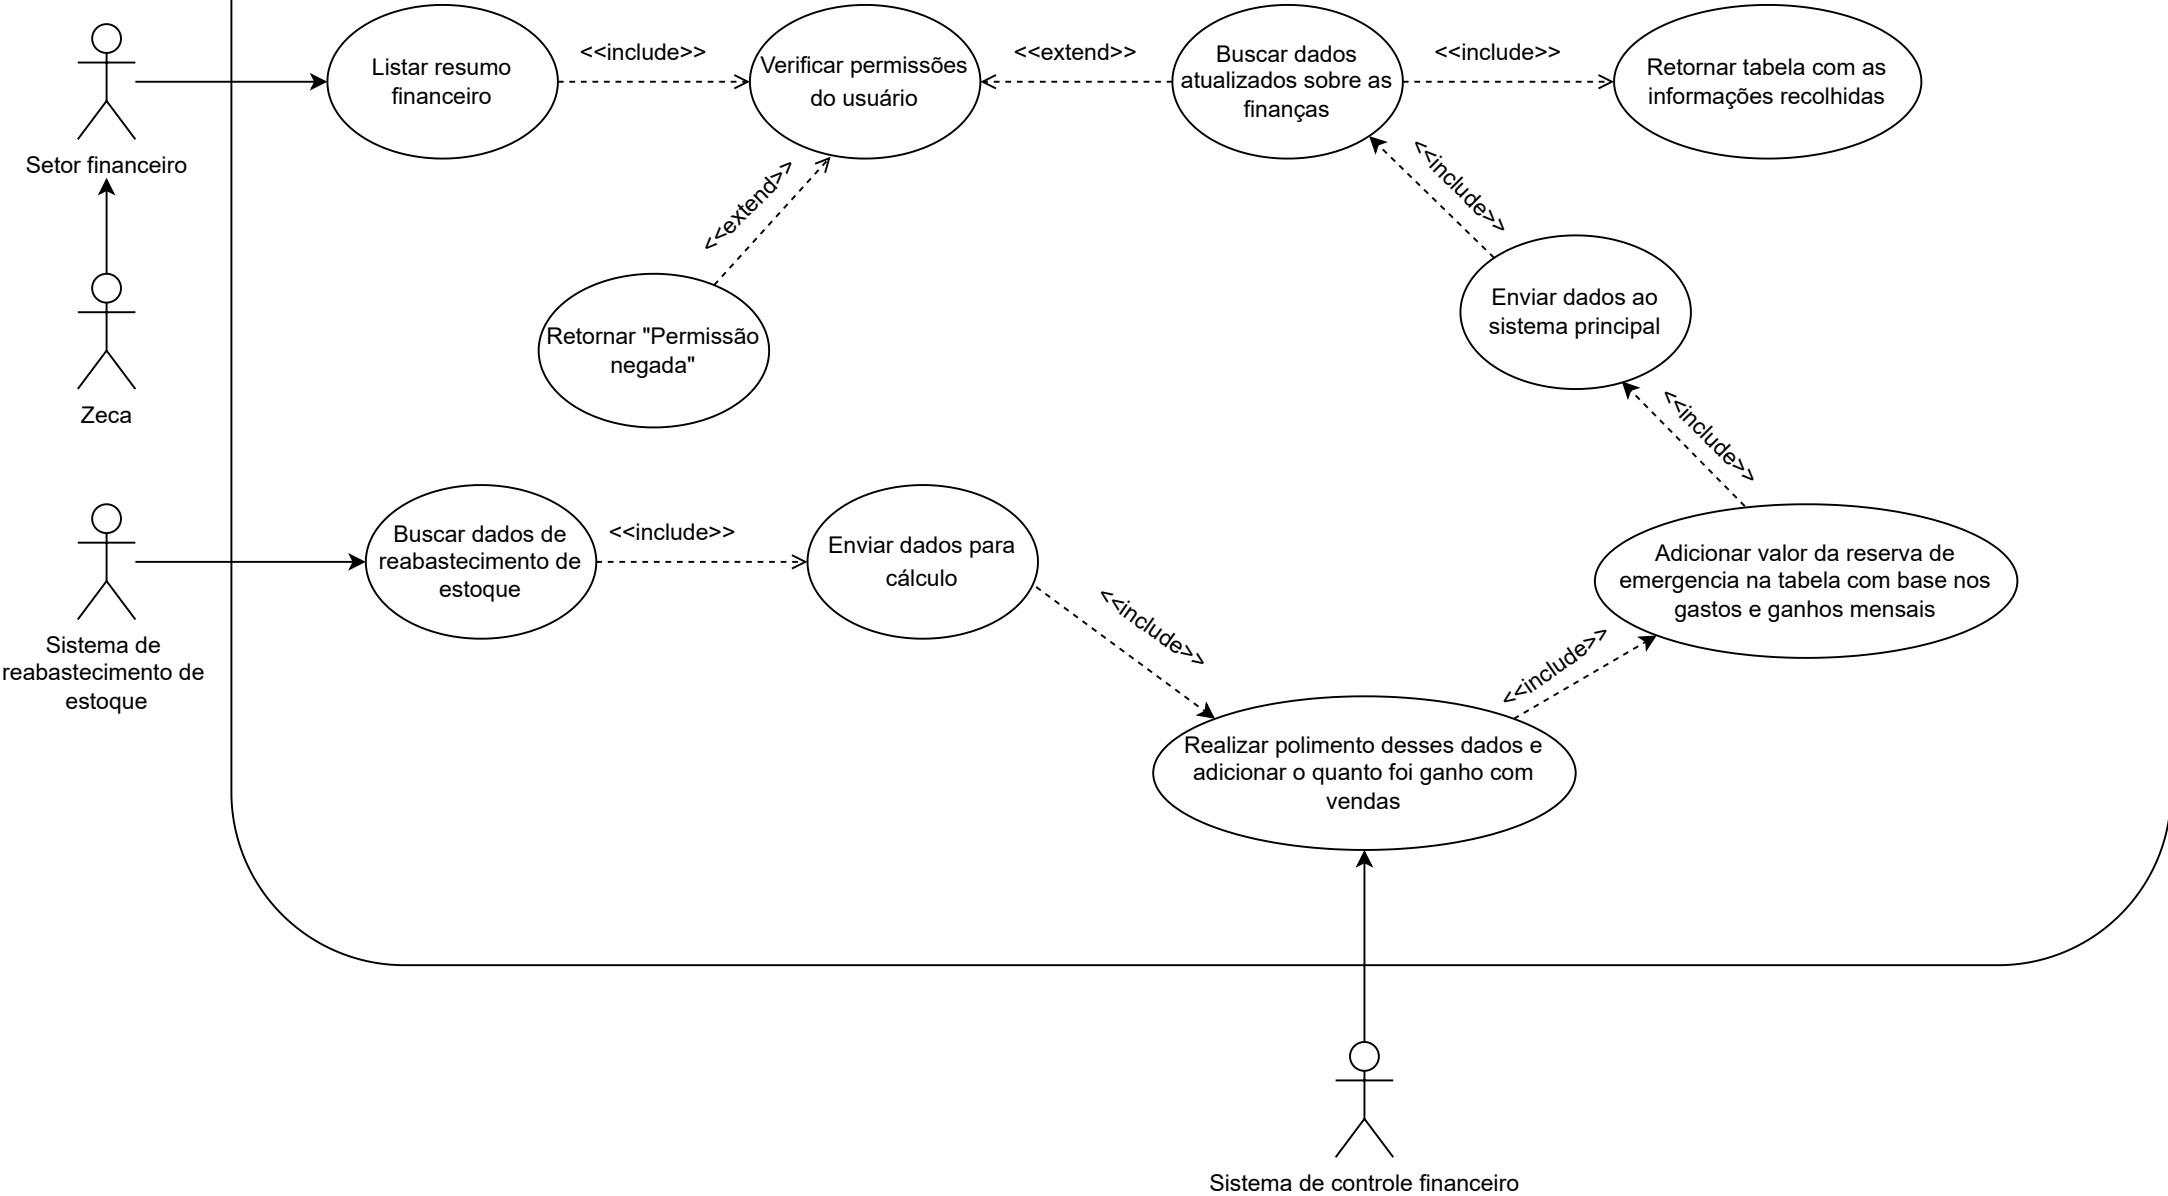 Setor financeiro
Listar resumo
financeiro
<<include>>
Verificar permissões
do usuário
<<extend>>
Buscar dados
atualizados sobre as
finanças
<<include>>
Retornar tabela com as
informações recolhidas
<<extend>>
<<include>>
Retornar "Permissão
negada"
Enviar dados ao
sistema principal
Zeca
<<include>>
Sistema de
reabastecimento de
estoque
Buscar dados de
reabastecimento de
estoque
<<include>>
Enviar dados para
cálculo
<<include>>
Adicionar valor da reserva de
emergencia na tabela com base nos
gastos e ganhos mensais
<<include>>
Realizar polimento desses dados e
adicionar o quanto foi ganho com
vendas
Sistema de controle financeiro